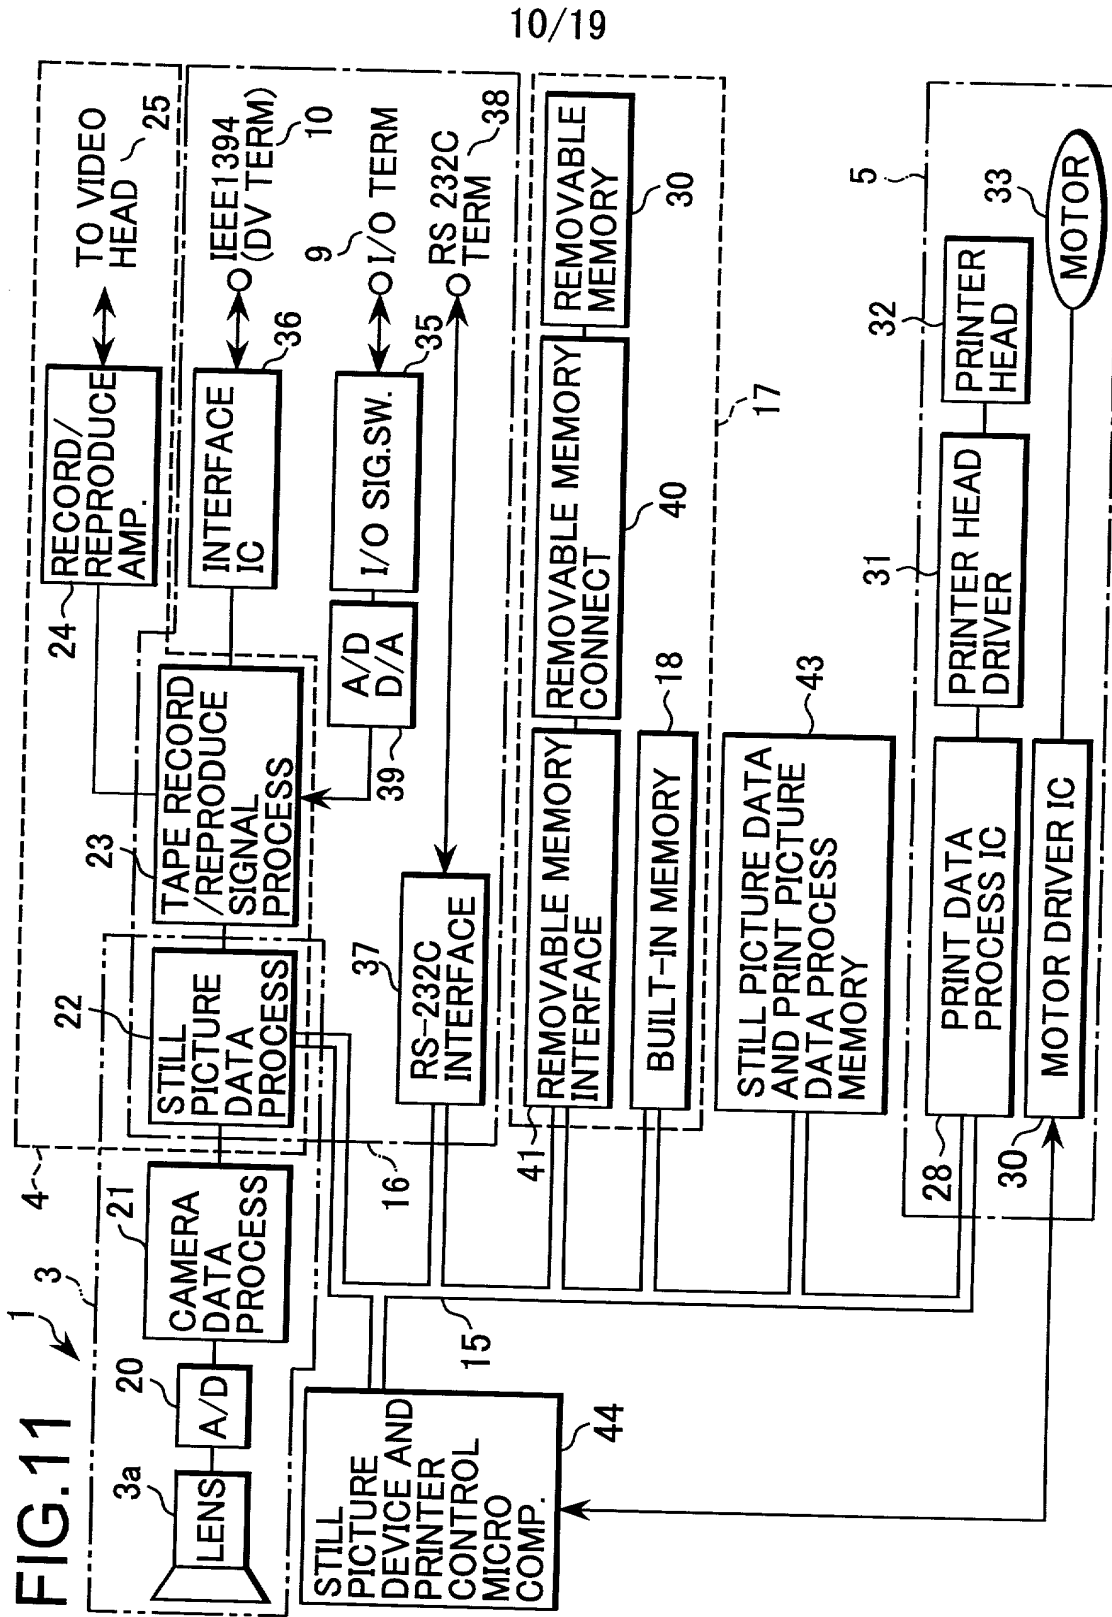 10/19
FIG.11
1
3
4
3a
LENS
20
A/D
21
CAMERA
DATA
PROCESS
22
STILL
PICTURE
DATA
PROCESS
23
TAPE RECORD
/REPRODUCE
SIGNAL
PROCESS
24
RECORD/
REPRODUCE
AMP.
TO VIDEO
HEAD
25
INTERFACE
IC
36
IEEE1394
(DV TERM)
10
A/D
D/A
39
I/O SIG.SW.
35
9
I/O TERM
RS 232C
TERM
38
37
RS-232C
INTERFACE
16
41
REMOVABLE MEMORY
INTERFACE
REMOVABLE MEMORY
CONNECT
40
REMOVABLE
MEMORY
30
BUILT-IN MEMORY
18
17
STILL PICTURE DATA
AND PRINT PICTURE
DATA PROCESS
MEMORY
43
15
STILL
PICTURE
DEVICE AND
PRINTER
CONTROL
MICRO
COMP.
44
5
28
PRINT DATA
PROCESS IC
31
PRINTER HEAD
DRIVER
32
PRINTER
HEAD
30
MOTOR DRIVER IC
33
MOTOR